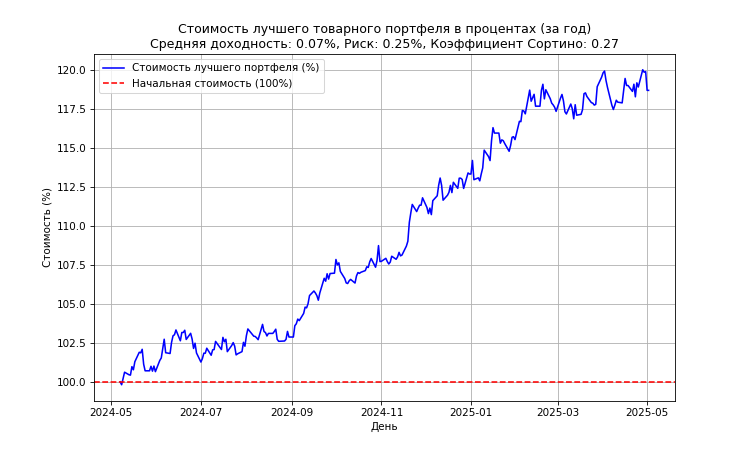 Стоимость лучшего товарного портфеля в процентах (за год)
Средняя доходность: 0.07%, Риск: 0.25%, Коэффициент Сортино: 0.27
Стоимость лучшего портфеля (%)
Начальная стоимость (100%)
Стоимость (%)
120.0
117.5
115.0
112.5
110.0
107.5
105.0
102.5
100.0
2024-05
2024-07
2024-09
2024-11
2025-01
2025-03
2025-05
День